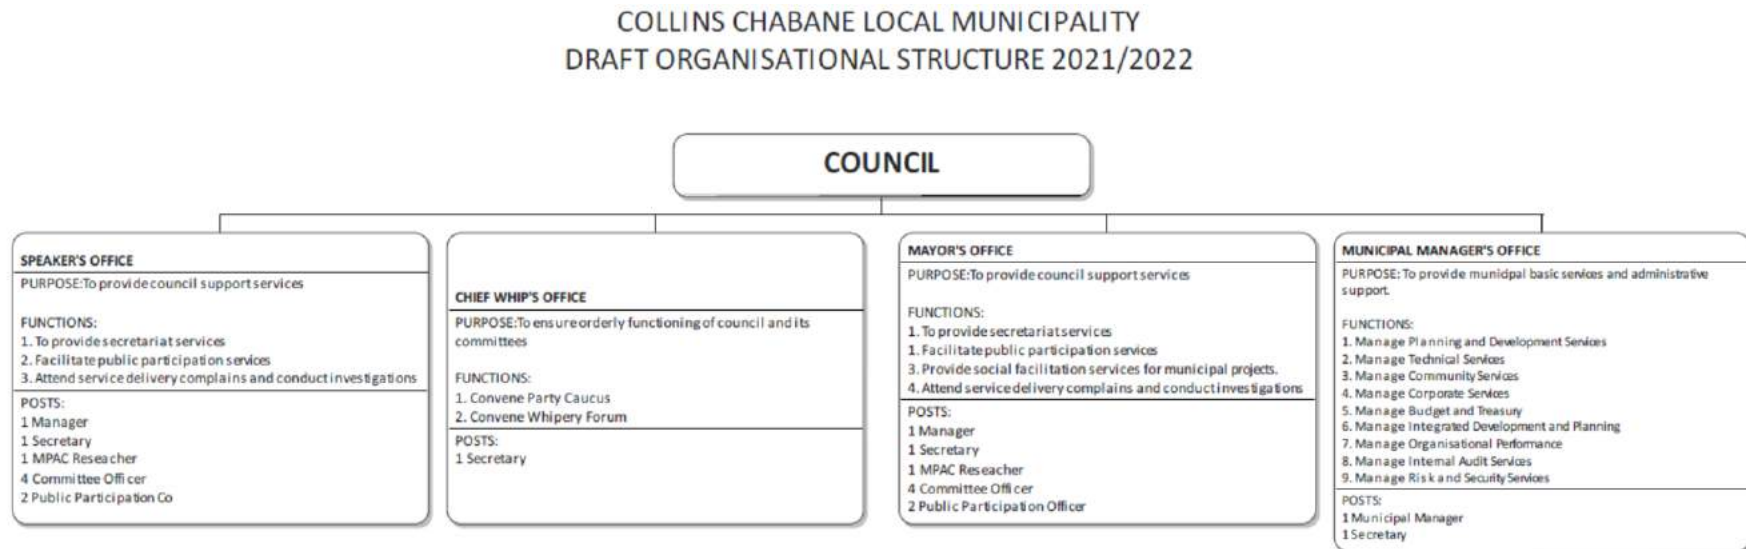 COLLINS CHABANE LOCAL MUNICIPALITY
DRAFT ORGANISATIONAL STRUCTURE 2021/2022
COUNCIL
SPEAKER'S OFFICE
PURPOSE:To provide council support services
FUNCTIONS:
1. To provide secretariat services
2. Facilitate public participation services
3. Attend service delivery complains and conduct investigations
POSTS:
1 Manager
1 Secretary
1 MPAC Reseacher
4 Committee Officer
2 Public Participation Co
CHIEF WHIP'S OFFICE
PURPOSE:To ensure orderly functioning of council and its
committees
FUNCTIONS:
1. Convene Party Caucus
2. Convene Whipery Forum
POSTS:
1 Secretary
MAYOR'S OFFICE
PURPOSE:To provide council support services
FUNCTIONS:
1. To provide secretariat services
1. Facilitate public participation services
3. Provide social facilitation services for municipal projects.
4. Attend service delivery complains and conduct investigations
POSTS:
1 Manager
1 Secretary
1 MPAC Reseacher
4 Committee Officer
2 Public Participation Officer
MUNICIPAL MANAGER'S OFFICE
PURPOSE: To provide municpal basic services and administrative
support.
FUNCTIONS:
1. Manage Planning and Development Services
2. Manage Technical Services
3. Manage Community Services
4. Manage Corporate Services
5. Manage Budget and Treasury
6. Manage Integrated Development and Planning
7. Manage Organisational Performance
8. Manage Internal Audit Services
9. Manage Risk and Security Services
POSTS:
1 Municipal Manager
1 Secretary